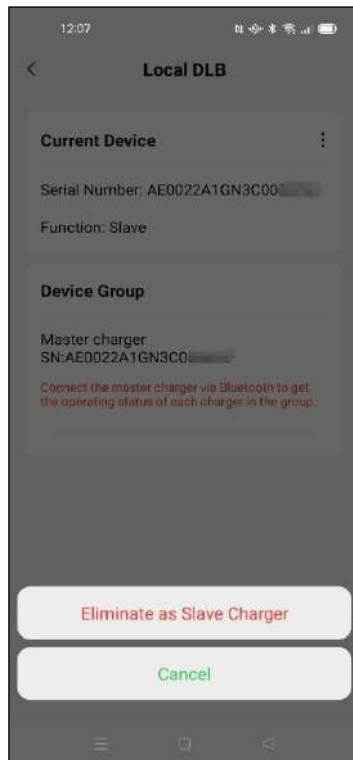 12:07
Local DLB
Current Device
Serial Number: AE0022A1GN3C00
Function: Slave
Device Group
Master charger
SN:AE0022A1GN3C0
Connect the master charger via Bluetooth to get
the operating status of each charger in the group.
Eliminate as Slave Charger
Cancel